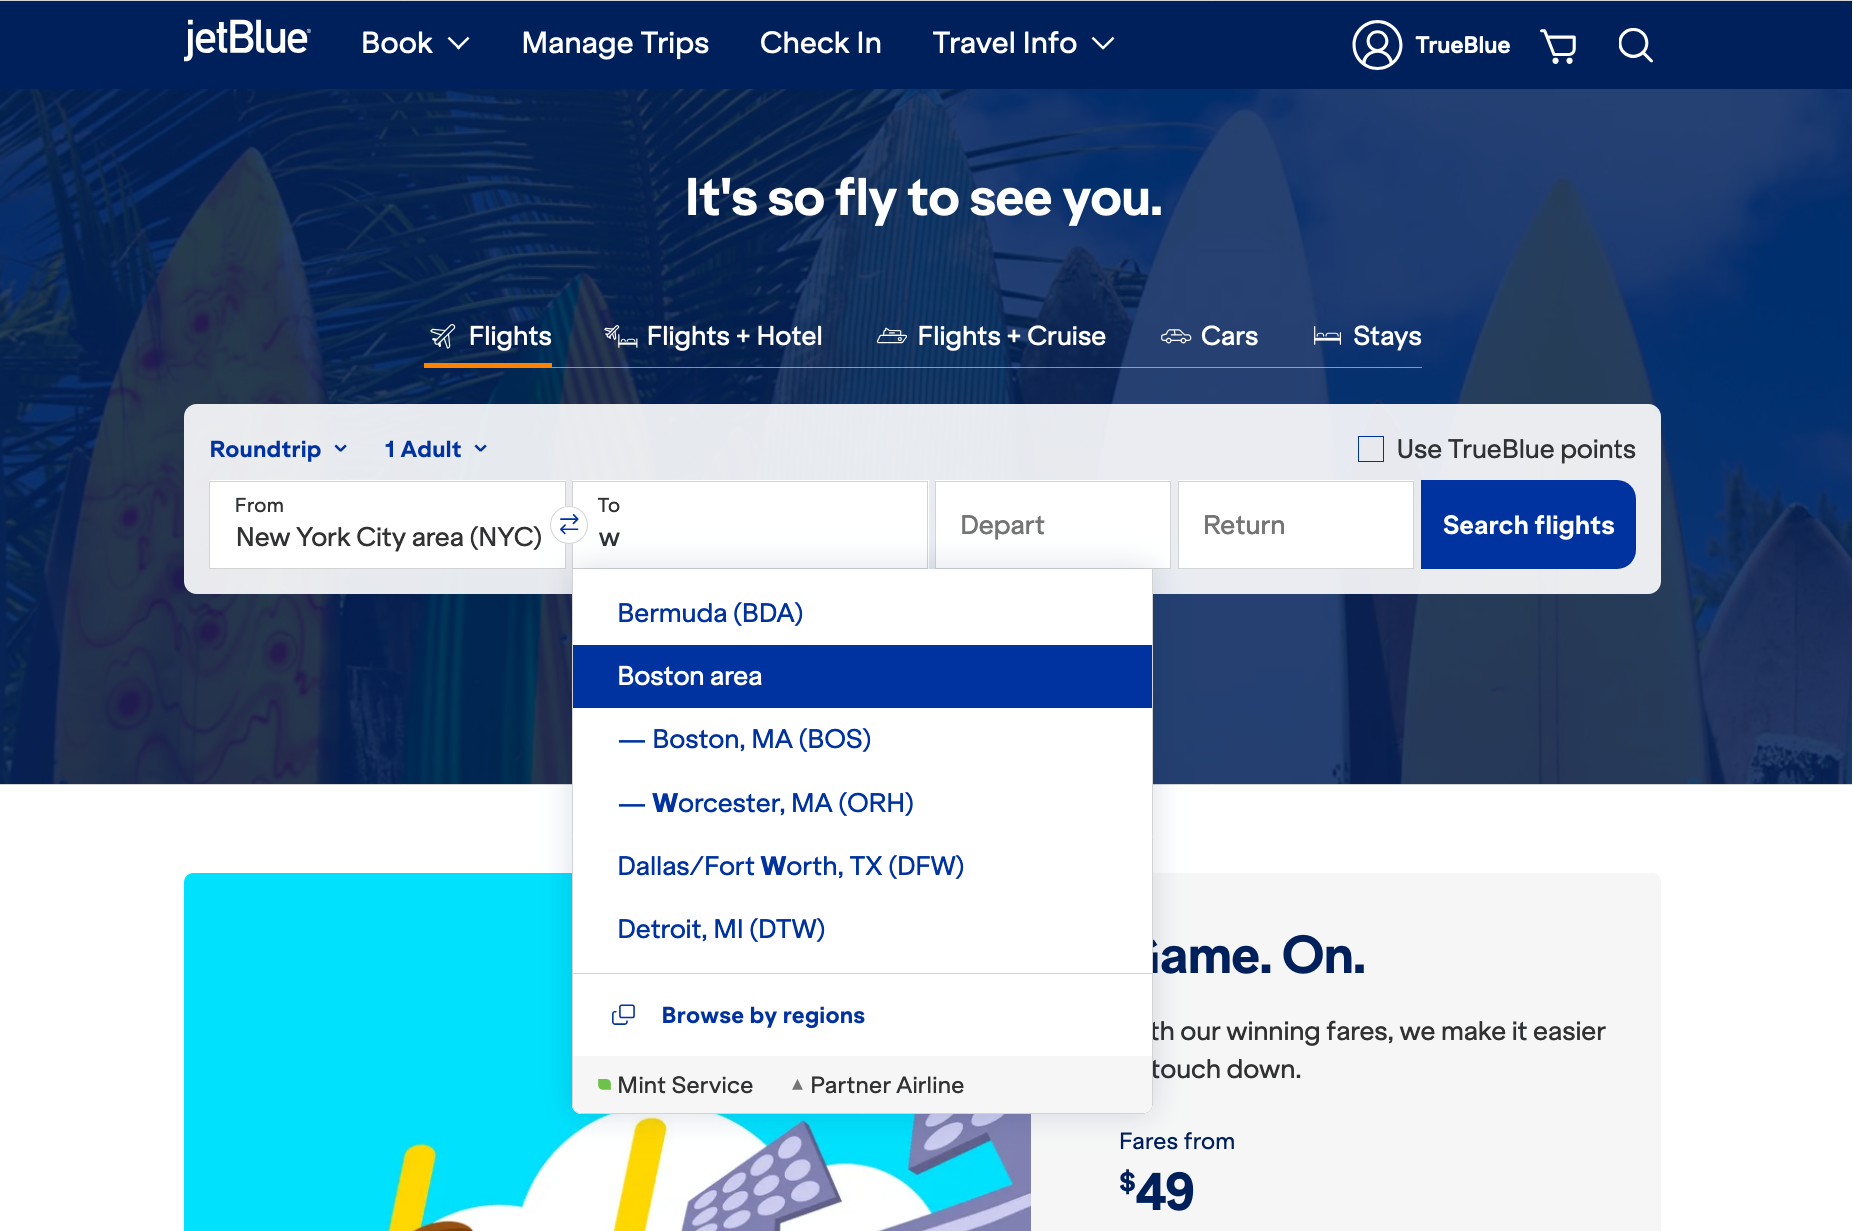 jetBlue
Book
Manage Trips
Check In
Travel Info
TrueBlue
It's so fly to see you.
Flights
Flights + Hotel
Flights + Cruise
Cars
Stays
Roundtrip
1 Adult
Use TrueBlue points
From
New York City area (NYC)
To
w
Depart
Return
Search flights
Bermuda (BDA)
Boston area
— Boston, MA (BOS)
— Worcester, MA (ORH)
Dallas/Fort Worth, TX (DFW)
Detroit, MI (DTW)
Browse by regions
Mint Service
Partner Airline
Game. On.
th our winning fares, we make it easier
touch down.
Fares from
$49